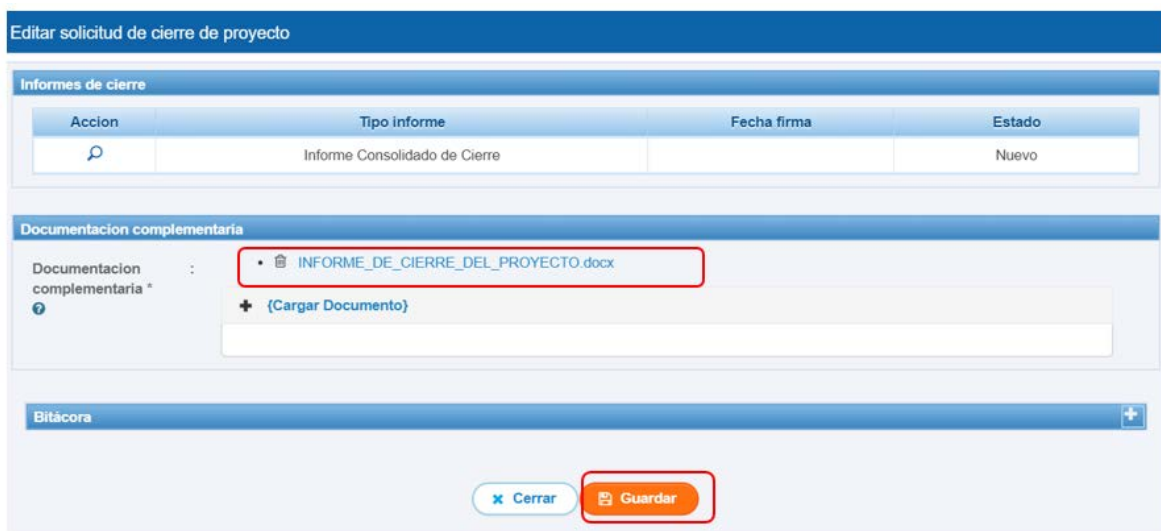 Editar solicitud de cierre de proyecto
Informes de cierre
Accion Tipo informe Fecha firma Estado
Informe Consolidado de Cierre Nuevo
Documentacion complementaria
Documentacion complementaria * :
• INFORME_DE_CIERRE_DEL_PROYECTO.docx
{Cargar Documento}
Bitácora
Cerrar Guardar